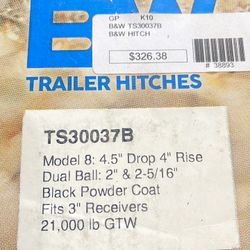 GP K10
B&W TS30037B
B&W HITCH
$326.38
# 38893
BW
TRAILER HITCHES
TS30037B
Model 8: 4.5" Drop 4" Rise
Dual Ball: 2" & 2-5/16"
Black Powder Coat
Fits 3" Receivers
21,000 lb GTW